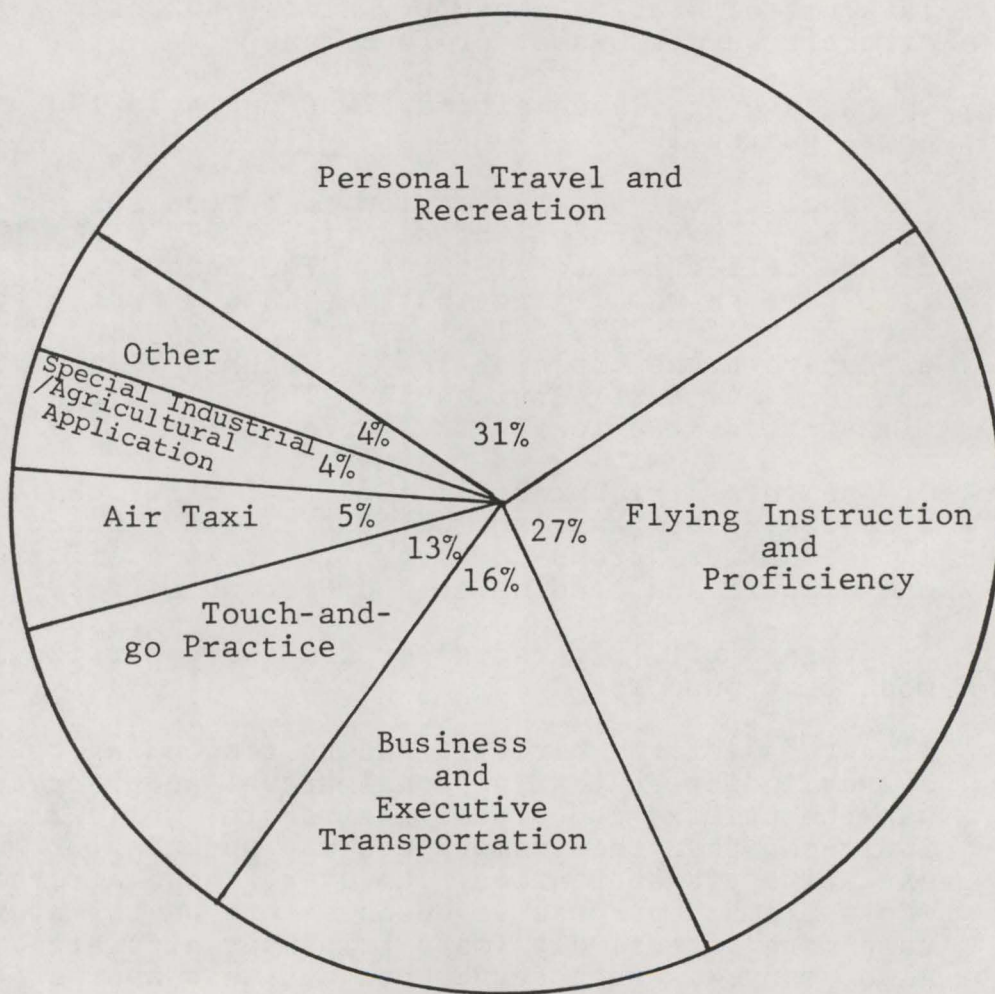 Personal Travel and
Recreation
31%
Other
4%
Special Industrial
/Agricultural
Application
4%
Air Taxi
5%
Flying Instruction
and
Proficiency
27%
13%
Touch-and-
go Practice
16%
Business
and
Executive
Transportation